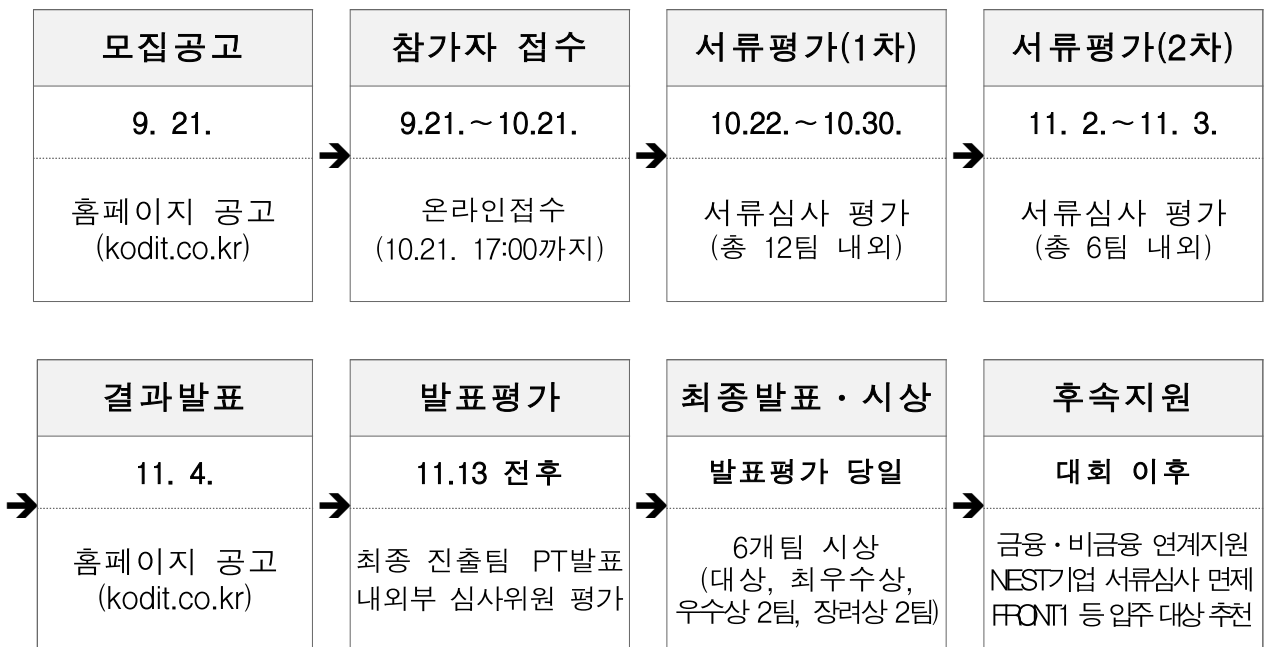 모집공고
9. 21.
홈페이지 공고
(kodit.co.kr)
참가자 접수
9.21.~10.21.
온라인접수
(10.21. 17:00까지)
서류평가(1차)
10.22.~10.30.
서류심사 평가
(총 12팀 내외)
서류평가(2차)
11. 2.~11. 3.
서류심사 평가
(총 6팀 내외)
결과발표
11. 4.
홈페이지 공고
(kodit.co.kr)
발표평가
11.13 전후
최종 진출팀 PT발표
내외부 심사위원 평가
최종발표・시상
발표평가 당일
6개팀 시상
(대상, 최우수상,
우수상 2팀, 장려상 2팀)
후속지원
대회 이후
금융・비금융 연계지원
NEST기업 서류심사 면제
FRONT1 등 입주 대상 추천